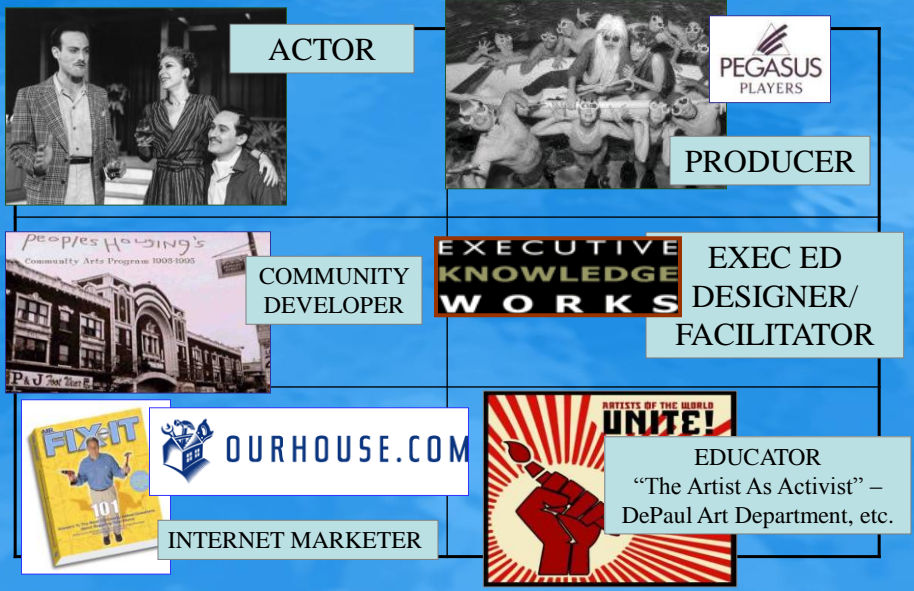 ACTOR
PEGASUS
PLAYERS
PRODUCER
Peoples Housing's
Community Arts Program 1993-1995
P&J Foot Wear
COMMUNITY
DEVELOPER
EXECUTIVE
KNOWLEDGE
WORKS
EXEC ED
DESIGNER/
FACILITATOR
FIX-IT
101
OURHOUSE.COM
INTERNET MARKETER
ARTISTS OF THE WORLD
UNITE!
EDUCATOR
“The Artist As Activist” –
DePaul Art Department, etc.